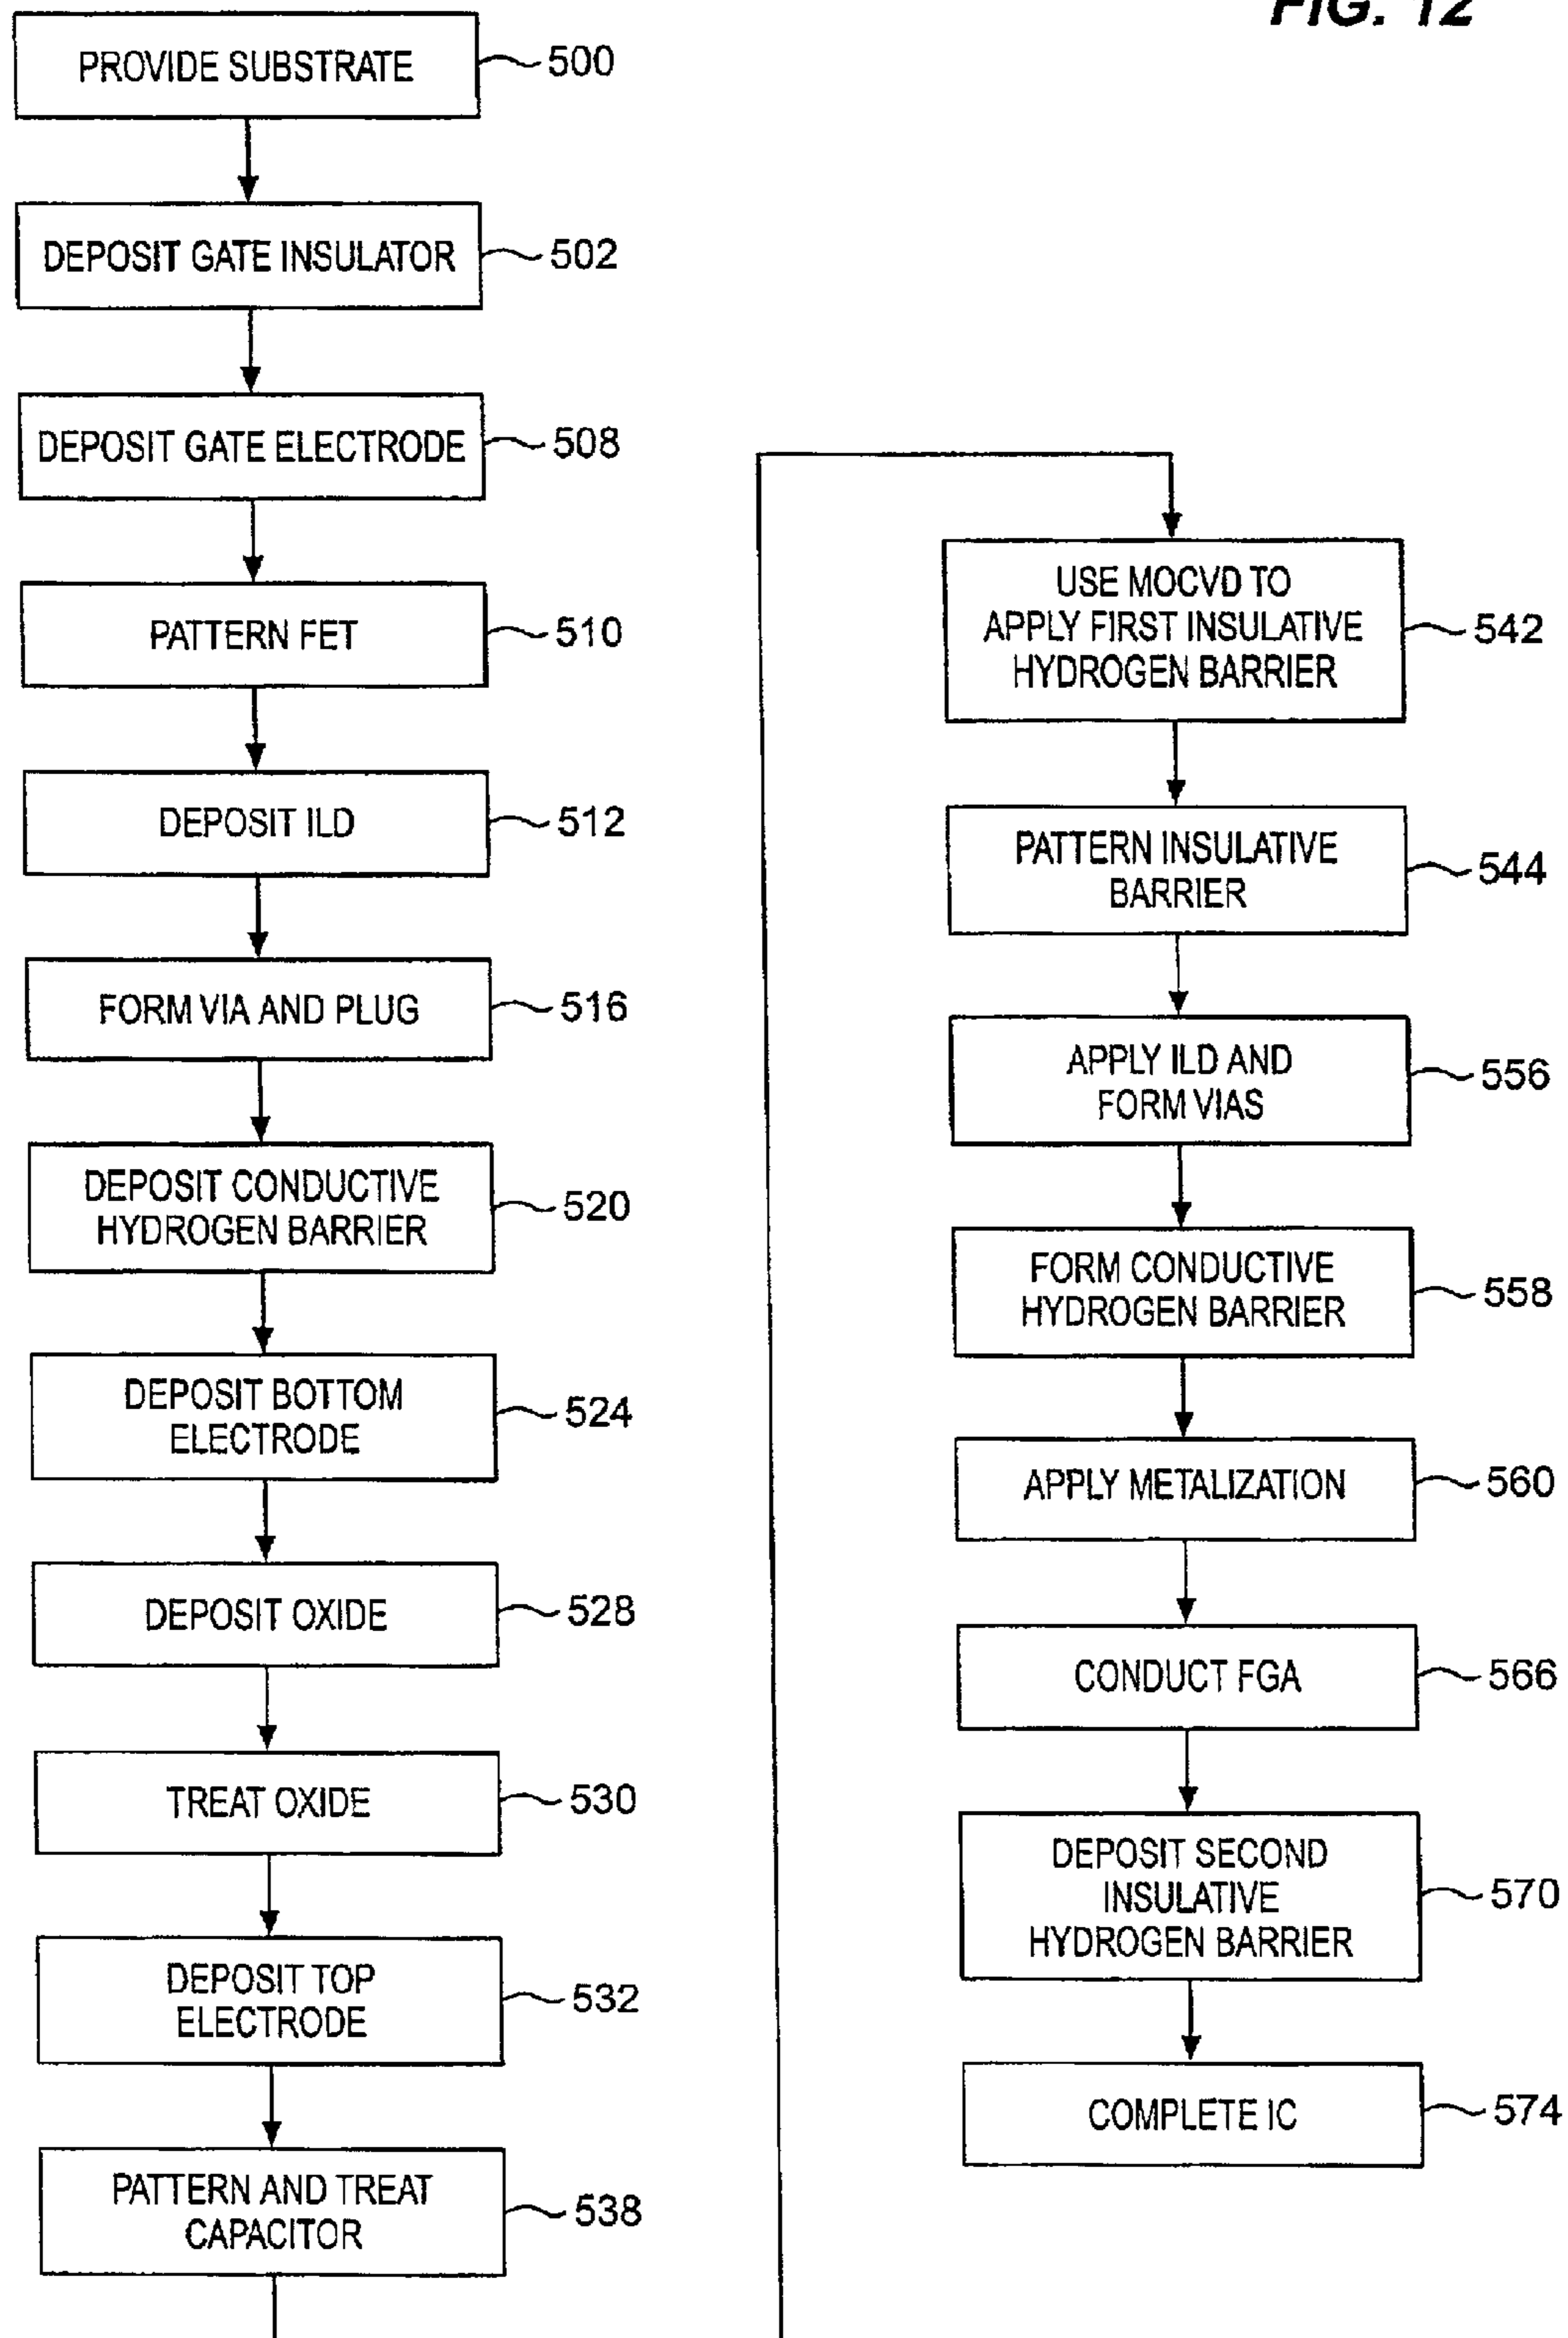 FIG. 12
PROVIDE SUBSTRATE
500
DEPOSIT GATE INSULATOR
502
DEPOSIT GATE ELECTRODE
508
PATTERN FET
510
DEPOSIT ILD
512
FORM VIA AND PLUG
516
DEPOSIT CONDUCTIVE
HYDROGEN BARRIER
520
DEPOSIT BOTTOM
ELECTRODE
524
DEPOSIT OXIDE
528
TREAT OXIDE
530
DEPOSIT TOP
ELECTRODE
532
PATTERN AND TREAT
CAPACITOR
538
USE MOCVD TO
APPLY FIRST INSULATIVE
HYDROGEN BARRIER
542
PATTERN INSULATIVE
BARRIER
544
APPLY ILD AND
FORM VIAS
556
FORM CONDUCTIVE
HYDROGEN BARRIER
558
APPLY METALIZATION
560
CONDUCT FGA
566
DEPOSIT SECOND
INSULATIVE
HYDROGEN BARRIER
570
COMPLETE IC
574